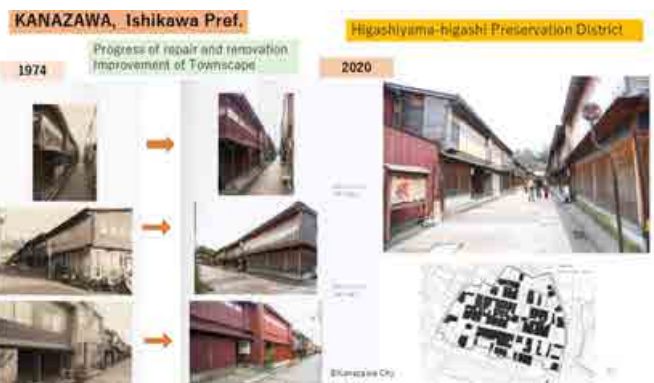 KANAZAWA, Ishikawa Pref.
Higashiyama-higashi Preservation District
Progress of repair and renovation
Improvement of Townscape
1974
2020
©Kanazawa City